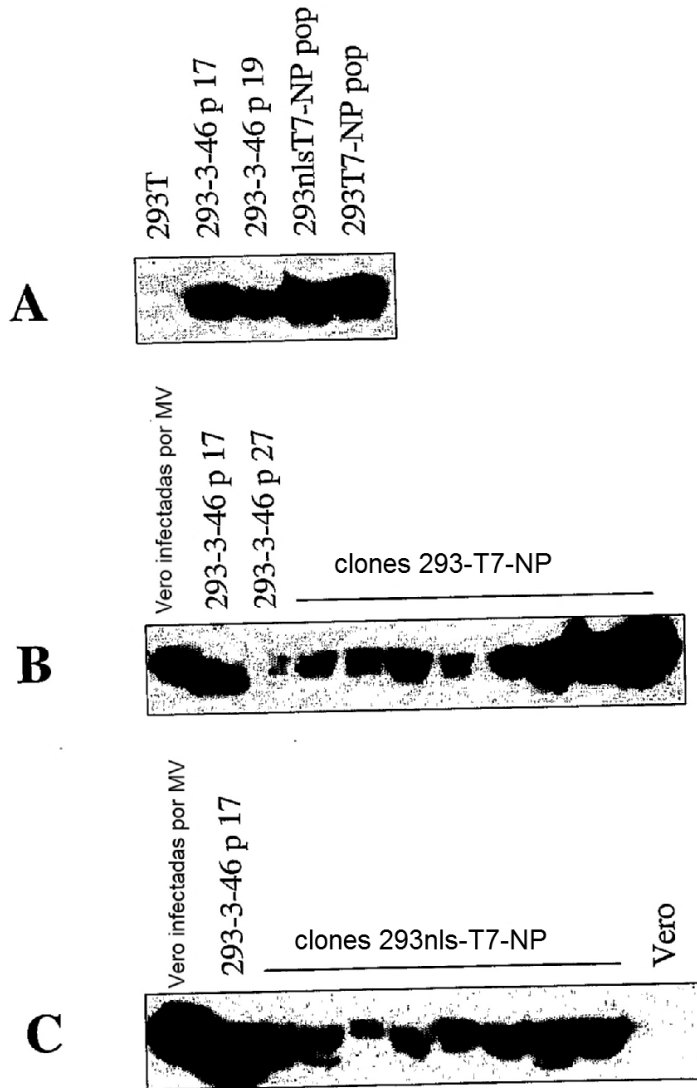 293T
293-3-46 p 17
293-3-46 p 19
293nlsT7-NP pop
293T7-NP pop
A
Vero infectadas por MV
293-3-46 p 17
293-3-46 p 27
clones 293-T7-NP
B
Vero infectadas por MV
293-3-46 p 17
clones 293nls-T7-NP
Vero
C